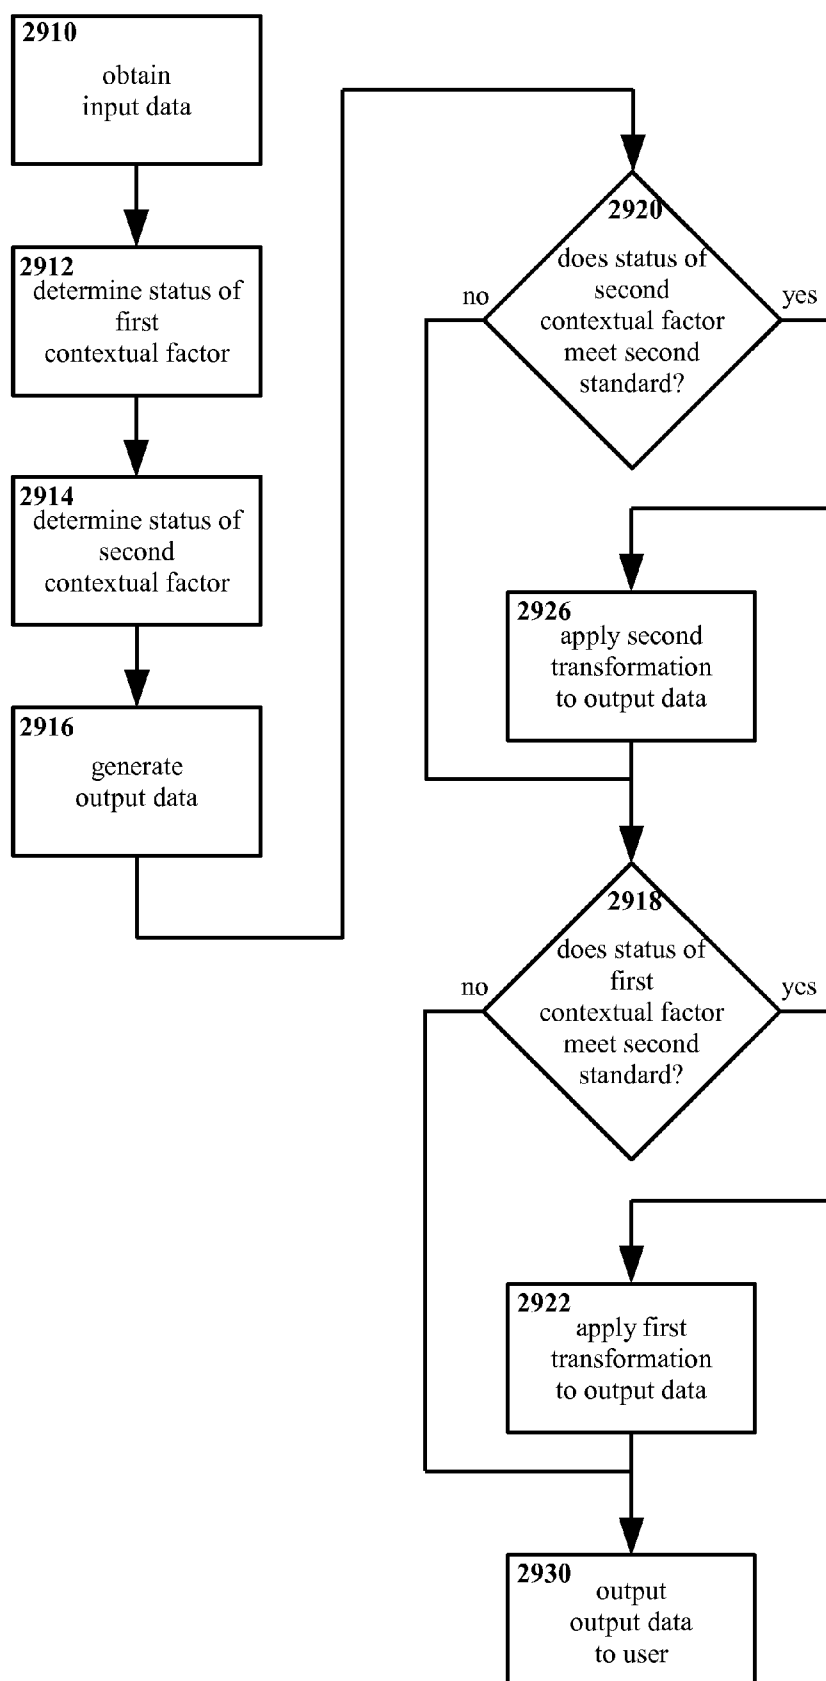 2910
obtain
input data
2912
determine status of
first
contextual factor
2914
determine status of
second
contextual factor
2916
generate
output data
2920
does status of
second
contextual factor
meet second
standard?
no
yes
2926
apply second
transformation
to output data
2918
does status of
first
contextual factor
meet second
standard?
no
yes
2922
apply first
transformation
to output data
2930
output
output data
to user